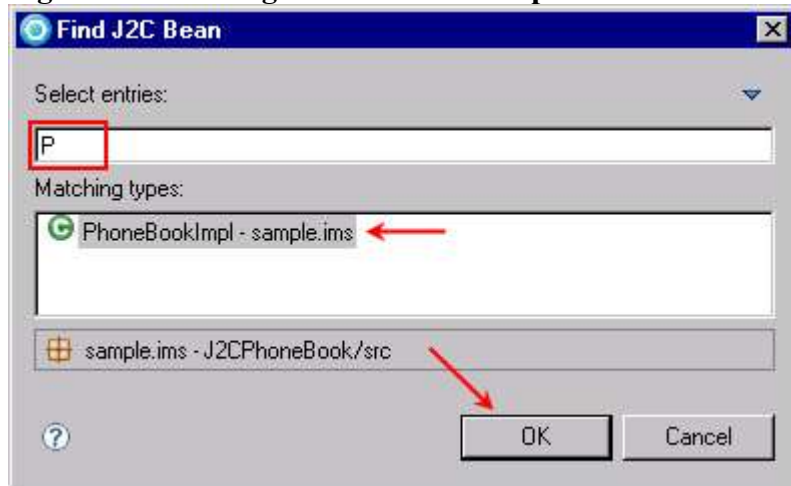 Find J2C Bean
Select entries:
P
Matching types:
PhoneBookImpl - sample.ims
sample.ims - J2CPhoneBook/src
?
OK Cancel